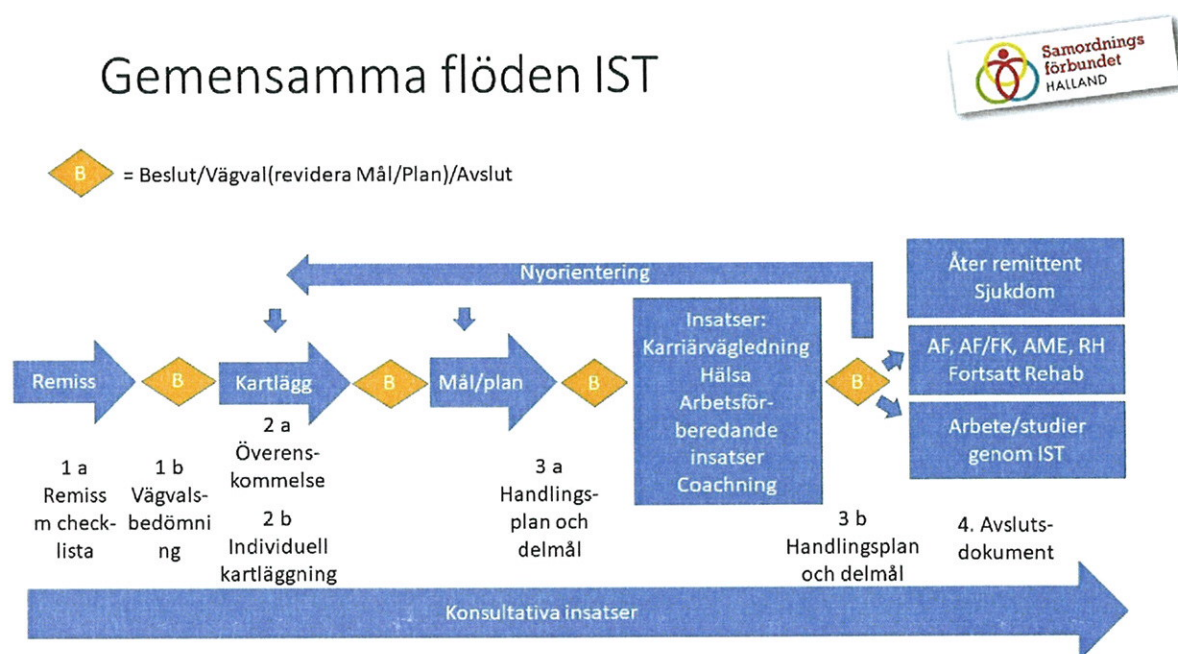 Gemensamma flöden IST
Samordnings
förbundet
HALLAND
B
= Beslut/Vägval(revidera Mål/Plan)/Avslut
Nyorientering
Åter remittent
Sjukdom
Remiss
B
Kartlägg
B
Mål/plan
B
Insatser:
Karriärvägledning
Hälsa
Arbetsför-
beredande
insatser
Coachning
B
AF, AF/FK, AME, RH
Fortsatt Rehab
Arbete/studier
genom IST
1 a
Remiss
m check-
lista
1 b
Vägvals-
bedömni
ng
2 a
Överens-
kommelse
2 b
Individuell
kartläggning
3 a
Handlings-
plan och
delmål
3 b
Handlingsplan
och delmål
4. Avsluts-
dokument
Konsultativa insatser